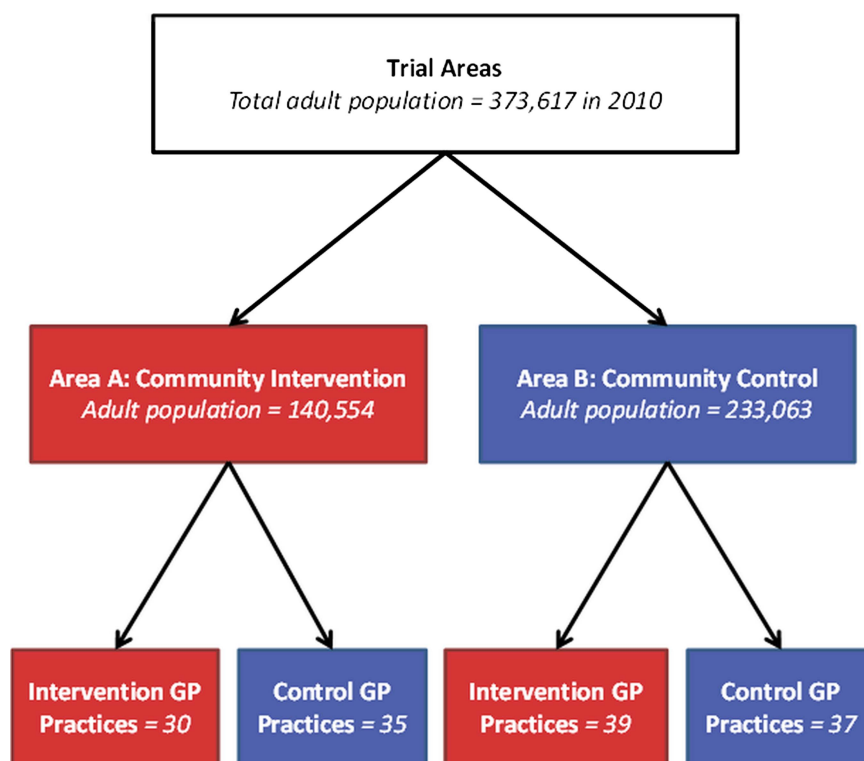 Trial Areas
Total adult population = 373,617 in 2010
Area A: Community Intervention
Adult population = 140,554
Area B: Community Control
Adult population = 233,063
Intervention GP
Practices = 30
Control GP
Practices = 35
Intervention GP
Practices = 39
Control GP
Practices = 37